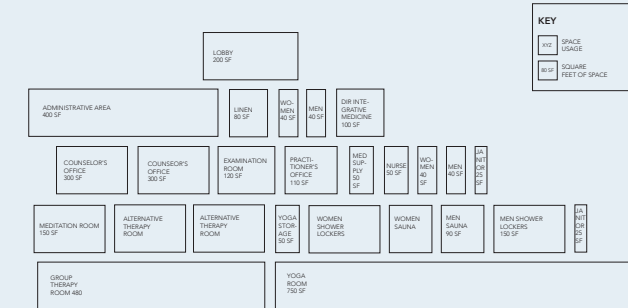 KEY
XYZ
SPACE
USAGE
80 SF
SQUARE
FEET OF SPACE
LOBBY
200 SF
ADMINISTRATIVE AREA
400 SF
LINEN
80 SF
WO-
MEN
40 SF
MEN
40 SF
DIR INTE-
GRATIVE
MEDICINE
100 SF
COUNSELOR'S
OFFICE
300 SF
COUNSEOR'S
OFFICE
300 SF
EXAMINATION
ROOM
120 SF
PRACTI-
TIONER'S
OFFICE
110 SF
MED
SUP-
PLY
50
SF
NURSE
50 SF
WO-
MEN
40
SF
MEN
40 SF
JA
NIT
OR
25
SF
MEDITATION ROOM
150 SF
ALTERNATIVE
THERAPY
ROOM
ALTERNATIVE
THERAPY
ROOM
YOGA
STOR-
AGE
50 SF
WOMEN
SHOWER
LOCKERS
WOMEN
SAUNA
MEN
SAUNA
90 SF
MEN SHOWER
LOCKERS
150 SF
JA
NIT
OR
25
SF
GROUP
THERAPY
ROOM 480
YOGA
ROOM
750 SF